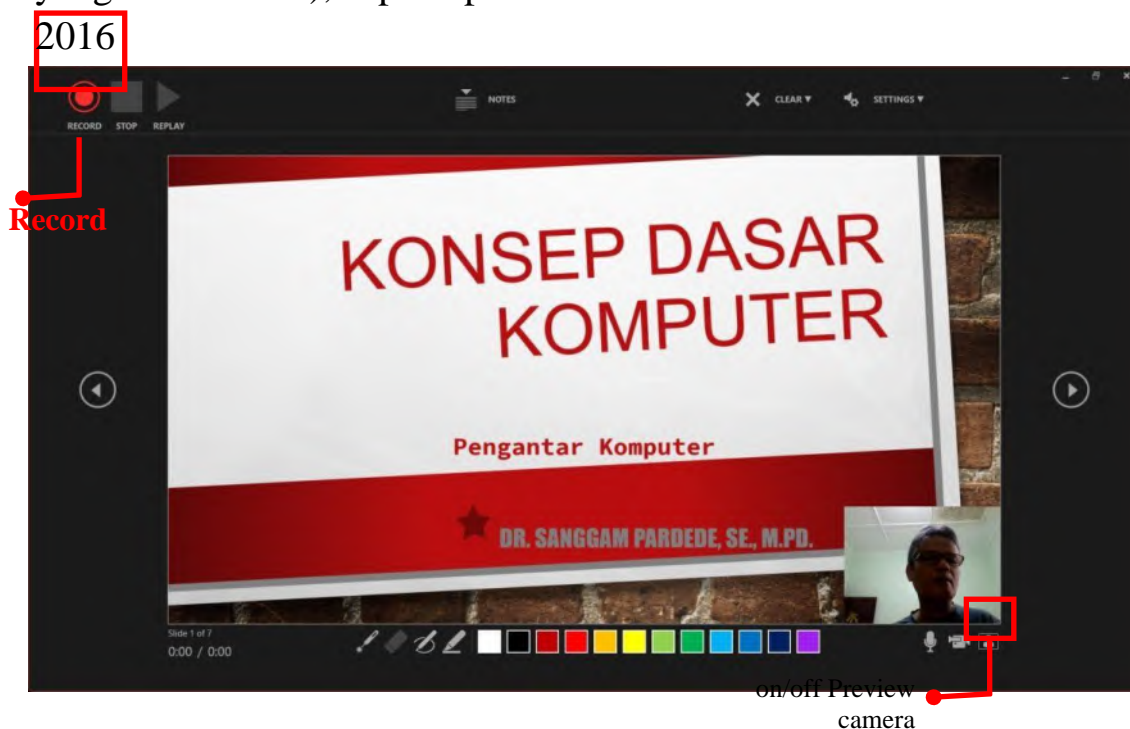 2016
NOTES
CLEAR
SETTINGS
RECORD STOP REPLAY
Record
KONSEP DASAR
KOMPUTER
Pengantar Komputer
DR. SANGGAM PARDEDE, SE., M.PD.
Slide 1 of 7
0:00 / 0:00
on/off Preview
camera